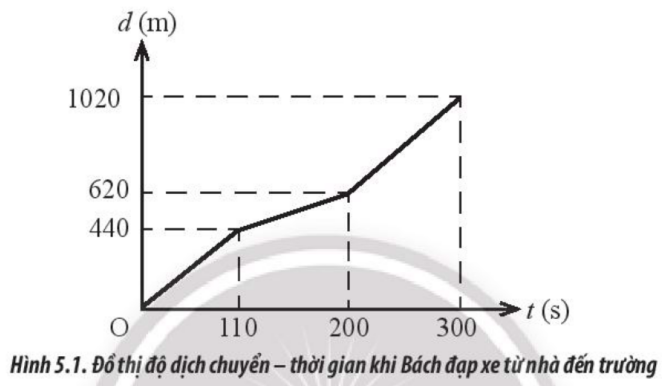 d (m)
1020
620
440
O
110
200
300
t (s)
Hình 5.1. Đồ thị độ dịch chuyển – thời gian khi Bách đạp xe từ nhà đến trường